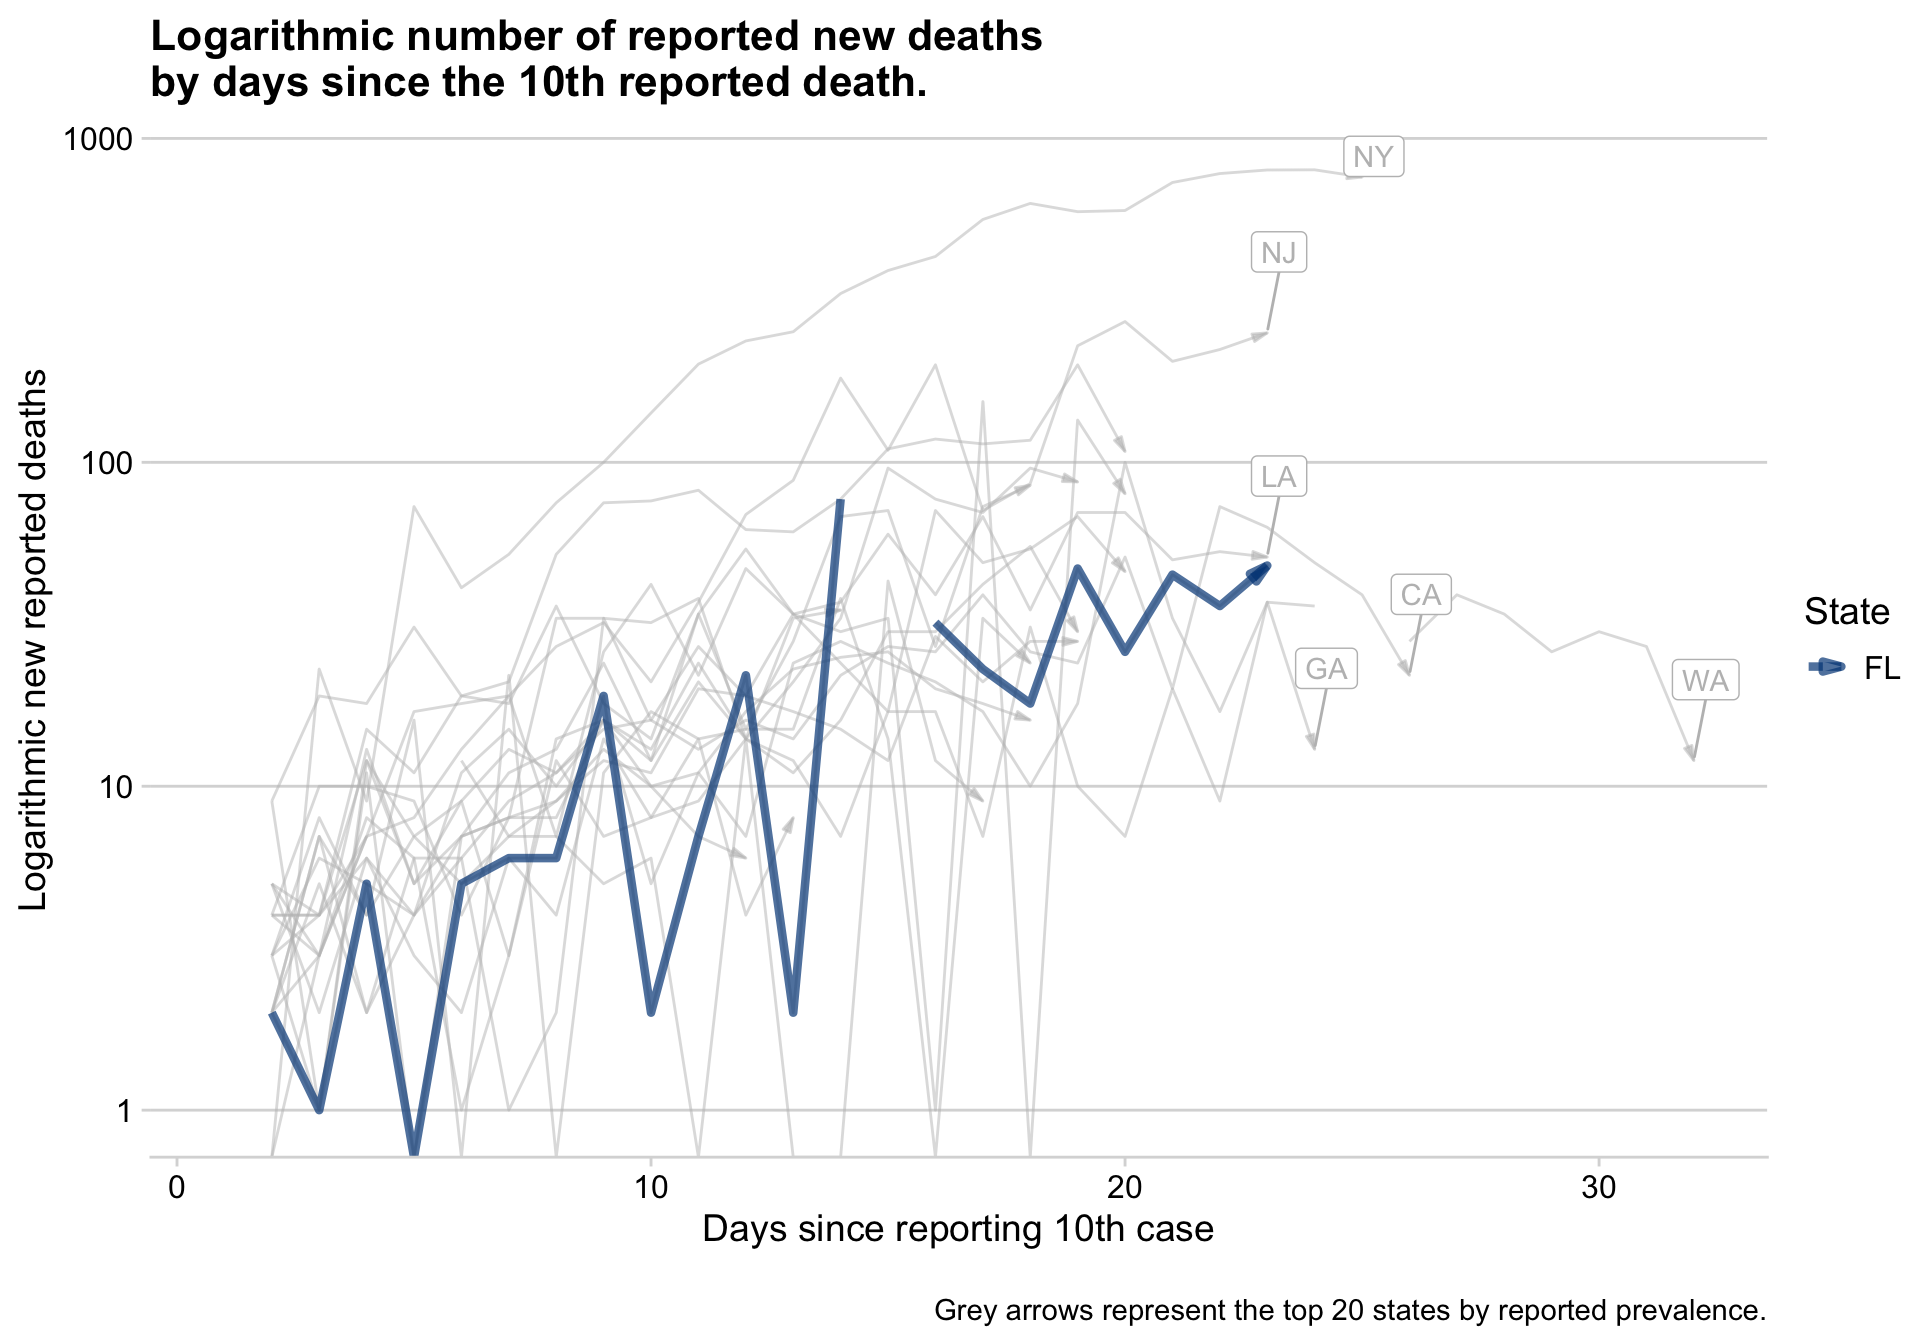 Logarithmic number of reported new deaths
by days since the 10th reported death.
1000
100
10
1
Logarithmic new reported deaths
NY
NJ
LA
CA
GA
WA
State
FL
0
10
20
30
Days since reporting 10th case
Grey arrows represent the top 20 states by reported prevalence.